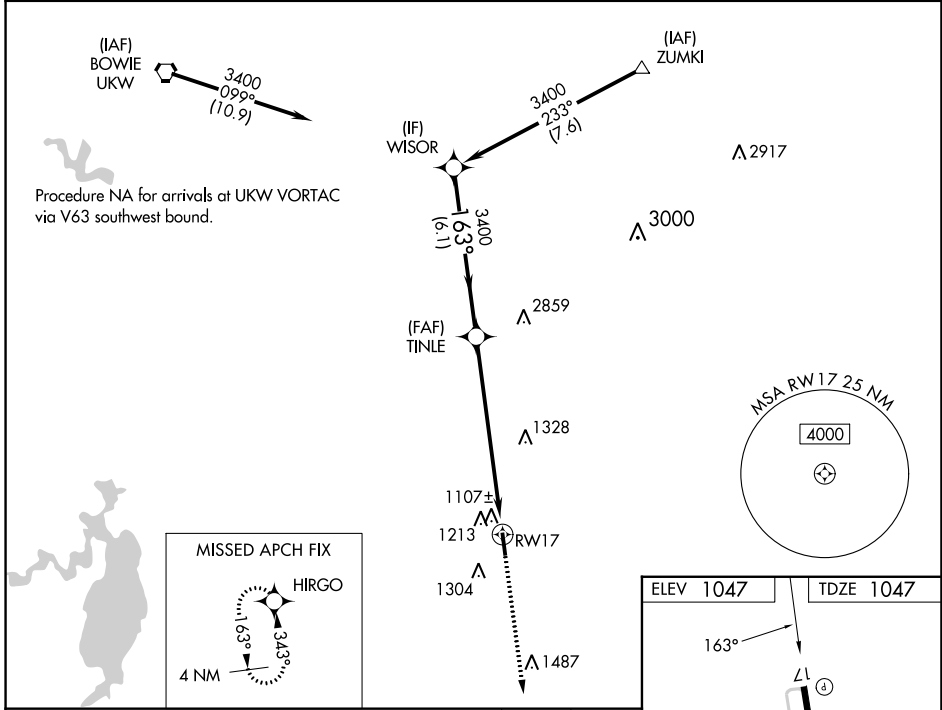 (IAF)
BOWIE
UKW
3400
099°
(10.9)
(IAF)
ZUMKI
3400
233°
(7.6)
(IF)
WISOR
2917
Procedure NA for arrivals at UKW VORTAC
via V63 southwest bound.
3400
163°
(6.1)
3000
2859
(FAF)
TINLE
MSA RW17 25 NM
4000
1328
1107±
1213
RW17
1304
MISSED APCH FIX
HIRGO
163°
343°
4 NM
1487
ELEV 1047
TDZE 1047
163°
17
P